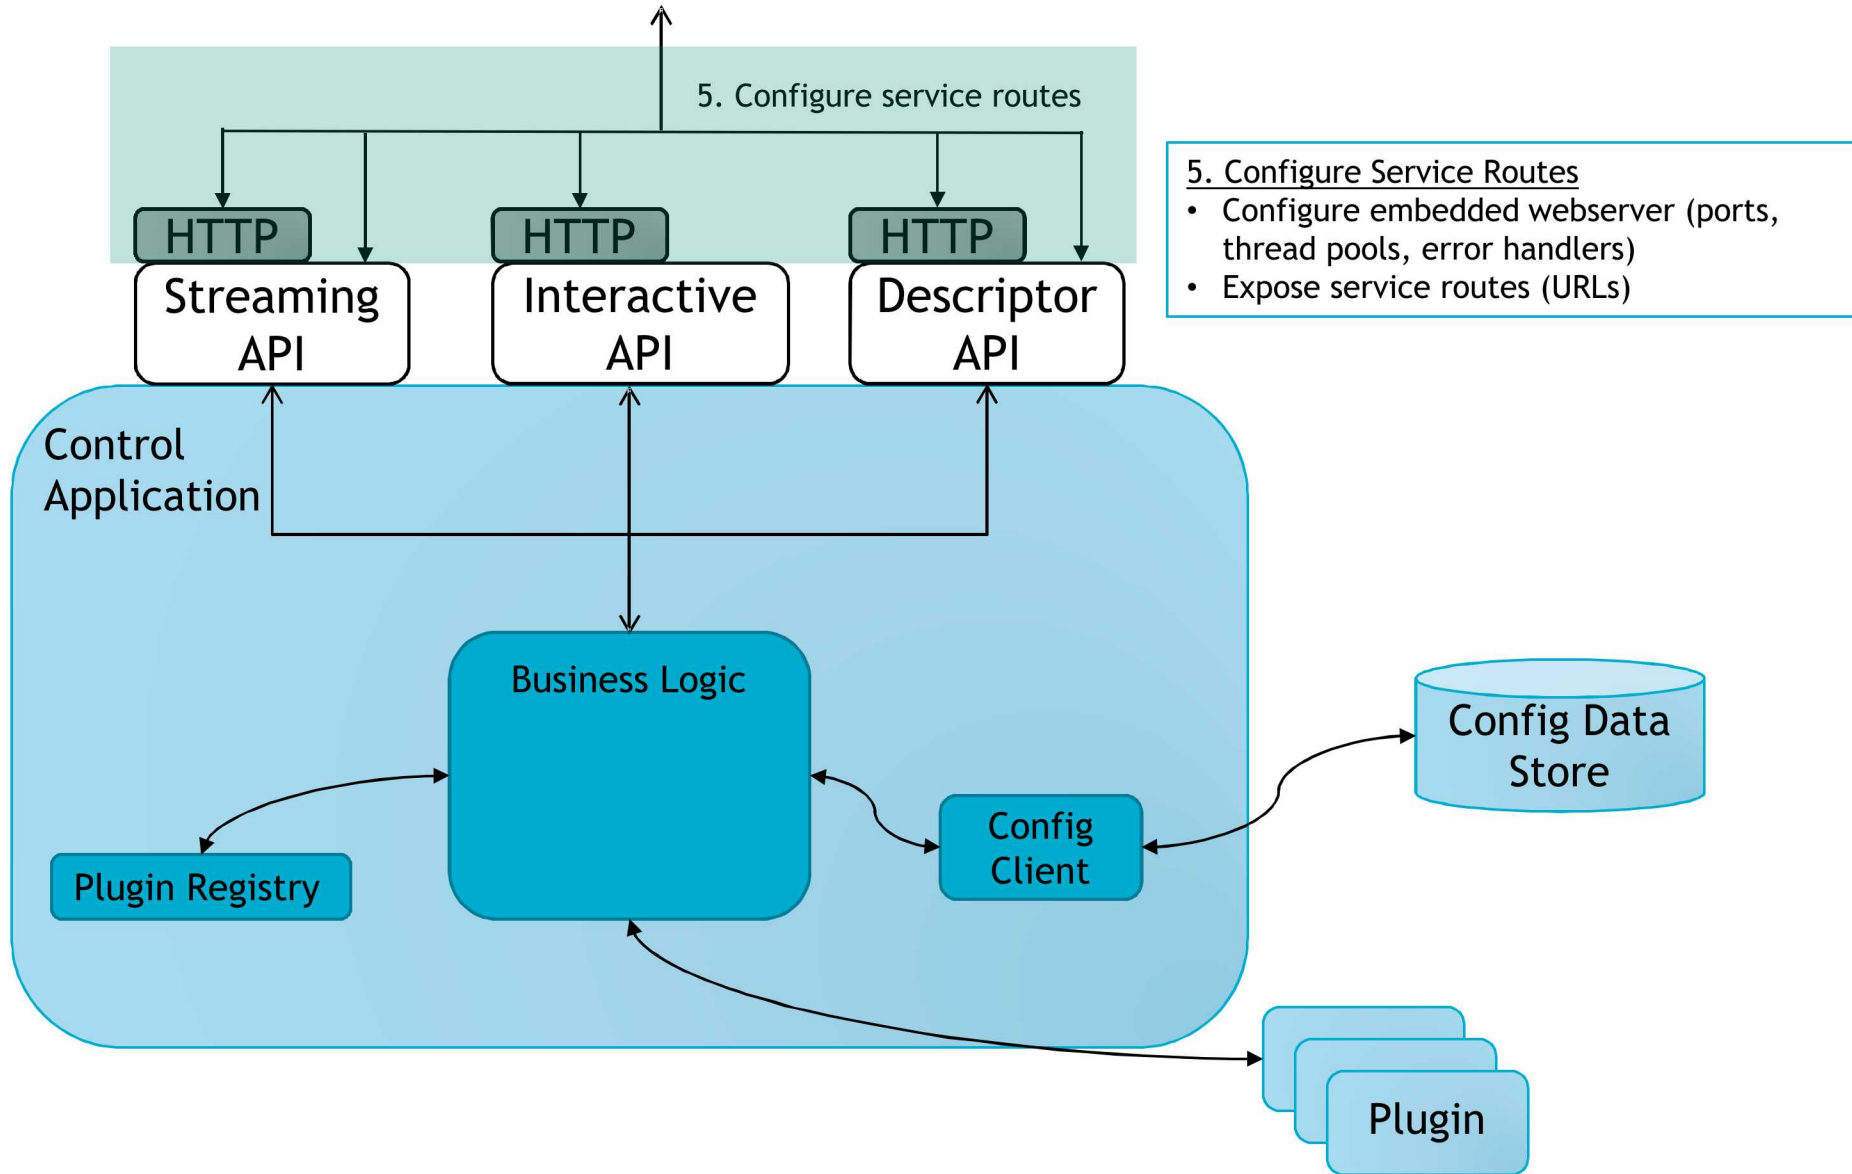 5. Configure service routes
5. Configure Service Routes
• Configure embedded webserver (ports,
thread pools, error handlers)
• Expose service routes (URLs)
HTTP
HTTP
HTTP
Streaming
API
Interactive
API
Descriptor
API
Control
Application
Business Logic
Config Data
Store
Config
Client
Plugin Registry
Plugin